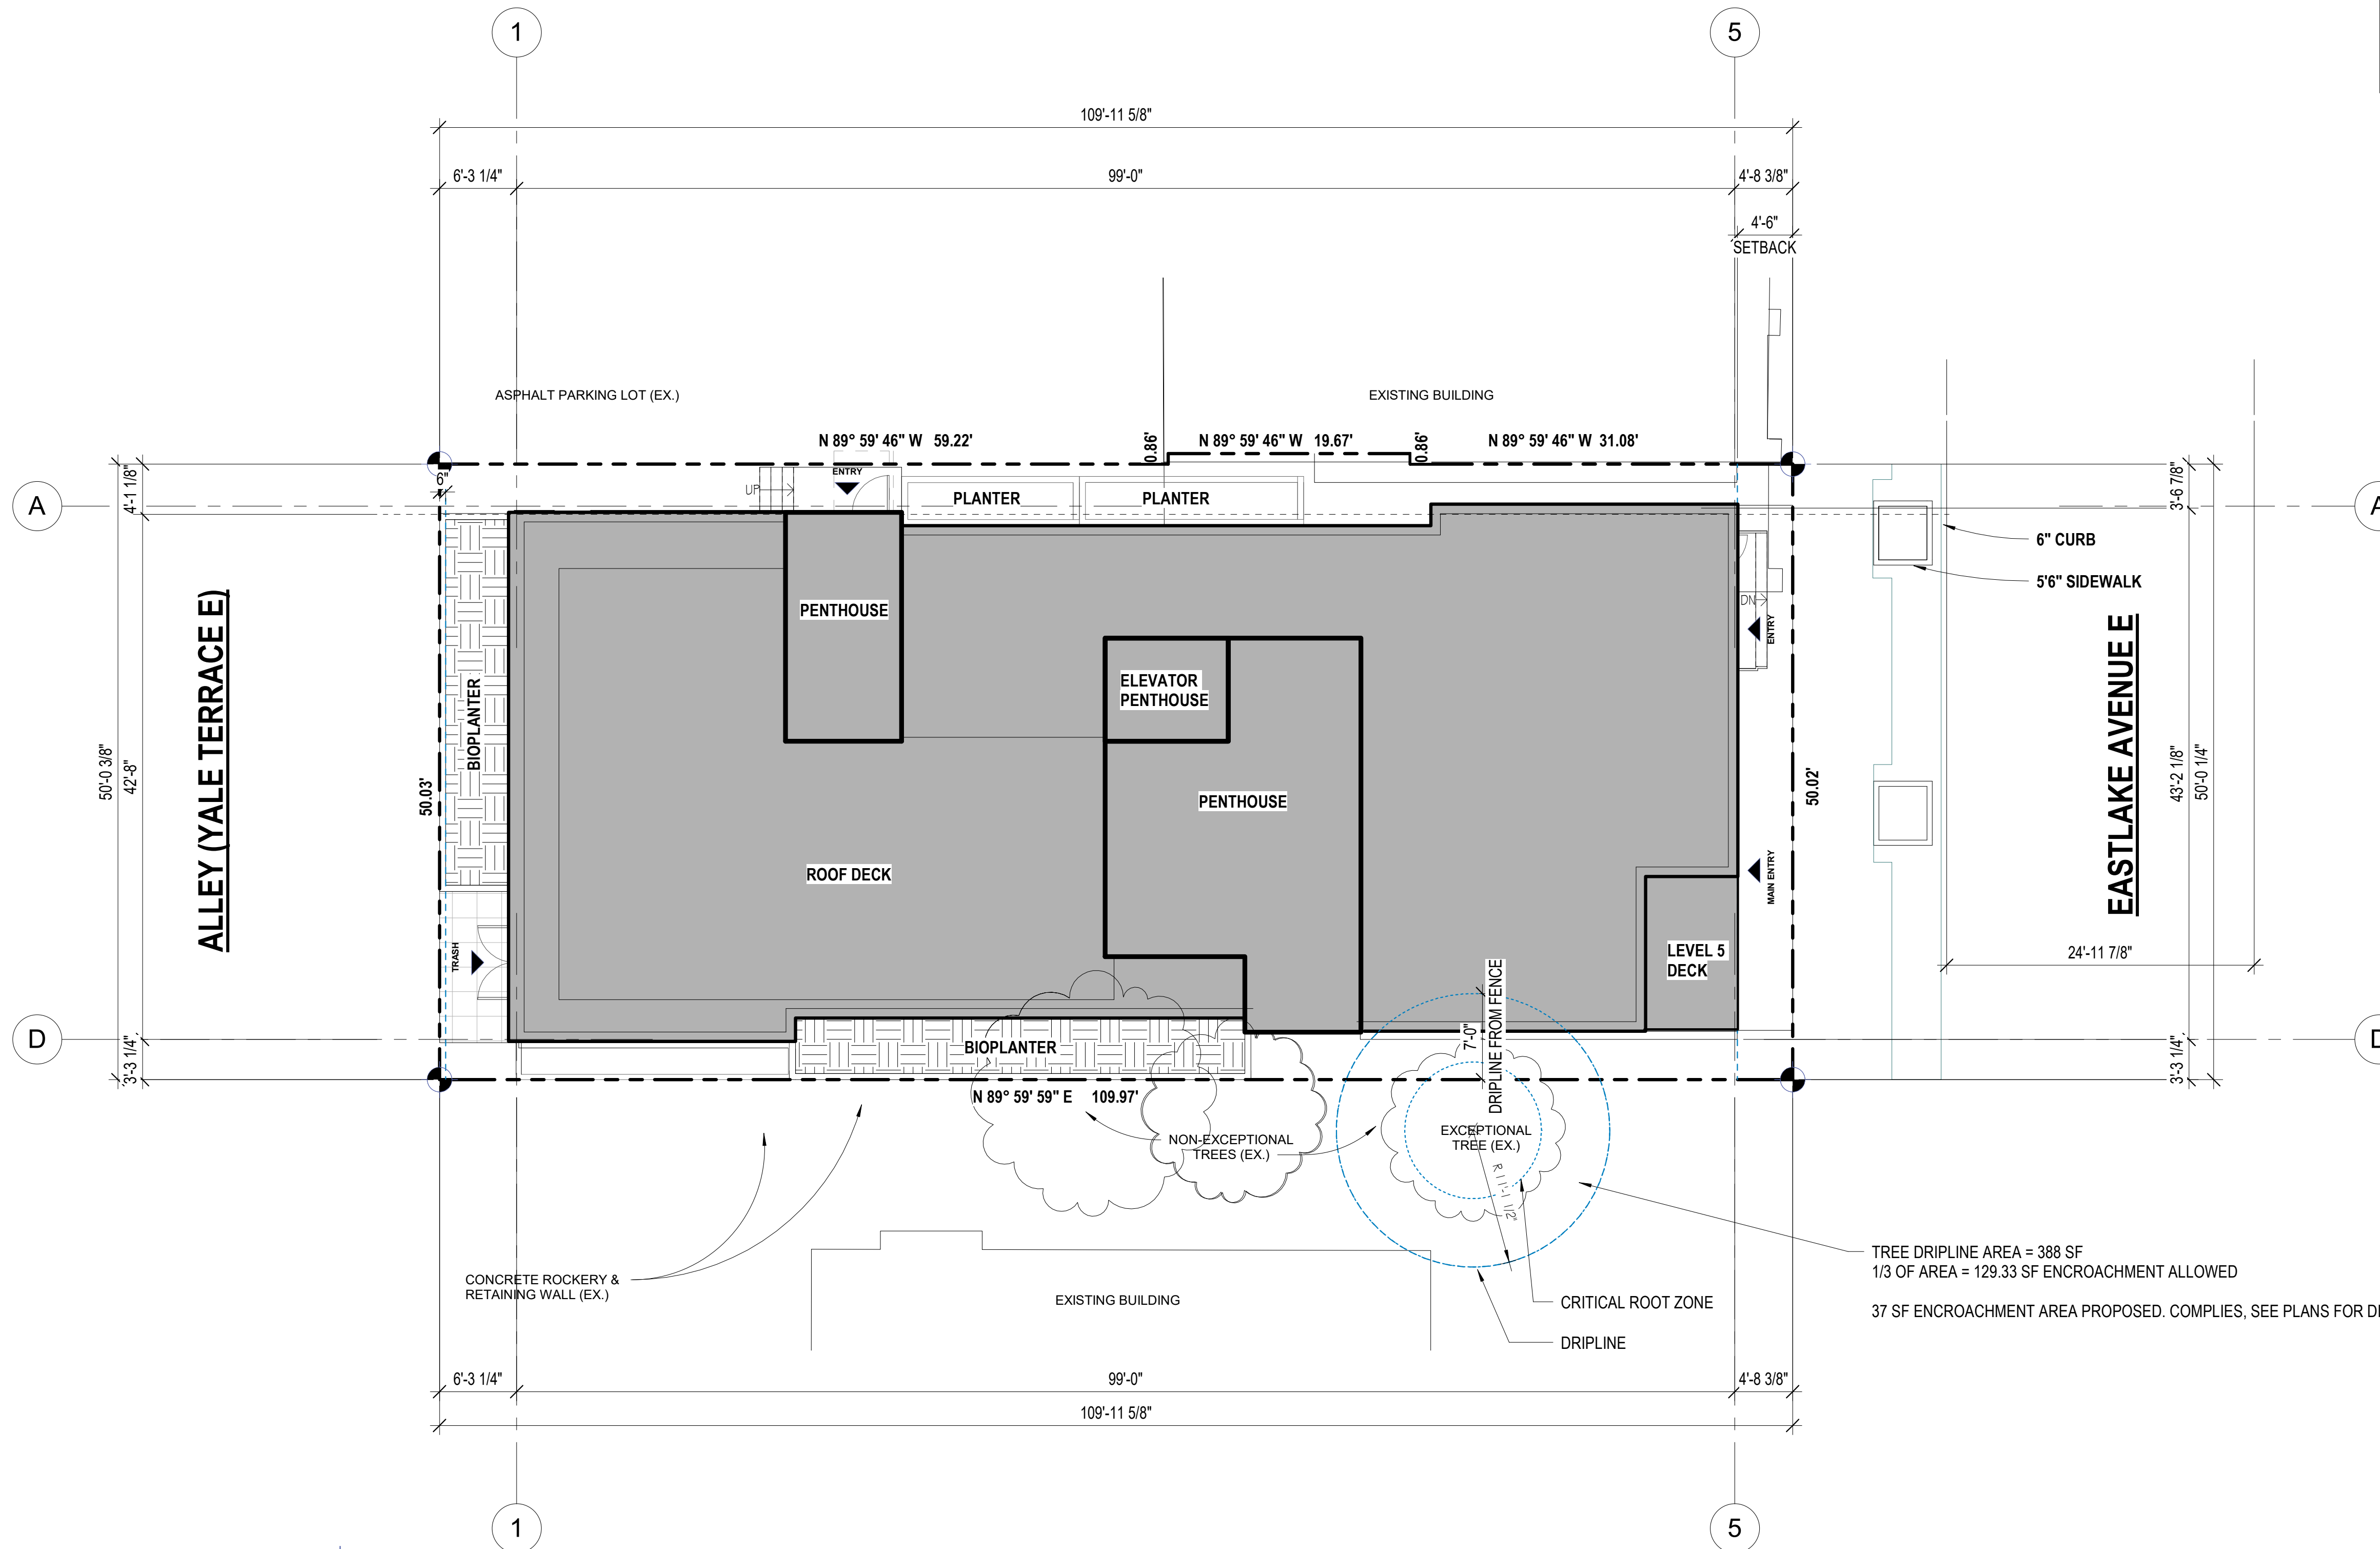 1
5
109'-11 5/8"
6'-3 1/4"
99'-0"
4'-8 3/8"
4'-6"
SETBACK
ASPHALT PARKING LOT (EX.)
EXISTING BUILDING
N 89° 59' 46" W 59.22'
0.86'
N 89° 59' 46" W 19.67'
0.86'
N 89° 59' 46" W 31.08'
A
4'-1 1/8"
6"
UP
ENTRY
PLANTER
PLANTER
3'-6 7/8"
A
6" CURB
5'6" SIDEWALK
PENTHOUSE
DN
ENTRY
ELEVATOR
PENTHOUSE
BIOPLANTER
ALLEY (YALE TERRACE E)
50'-0 3/8"
42'-8"
50.03'
PENTHOUSE
50.02'
EASTLAKE AVENUE E
43'-2 1/8"
50'-0 1/4"
ROOF DECK
MAIN ENTRY
TRASH
LEVEL 5
DECK
24'-11 7/8"
D
3'-3 1/4"
BIOPLANTER
7'-0"
DRIPLINE FROM FENCE
3'-3 1/4"
D
N 89° 59' 59" E 109.97'
NON-EXCEPTIONAL
TREES (EX.)
EXCEPTIONAL
TREE (EX.)
R 11'-1 1/2"
CONCRETE ROCKERY &
RETAINING WALL (EX.)
EXISTING BUILDING
CRITICAL ROOT ZONE
DRIPLINE
TREE DRIPLINE AREA = 388 SF
1/3 OF AREA = 129.33 SF ENCROACHMENT ALLOWED
37 SF ENCROACHMENT AREA PROPOSED. COMPLIES, SEE PLANS FOR
6'-3 1/4"
99'-0"
4'-8 3/8"
109'-11 5/8"
1
5